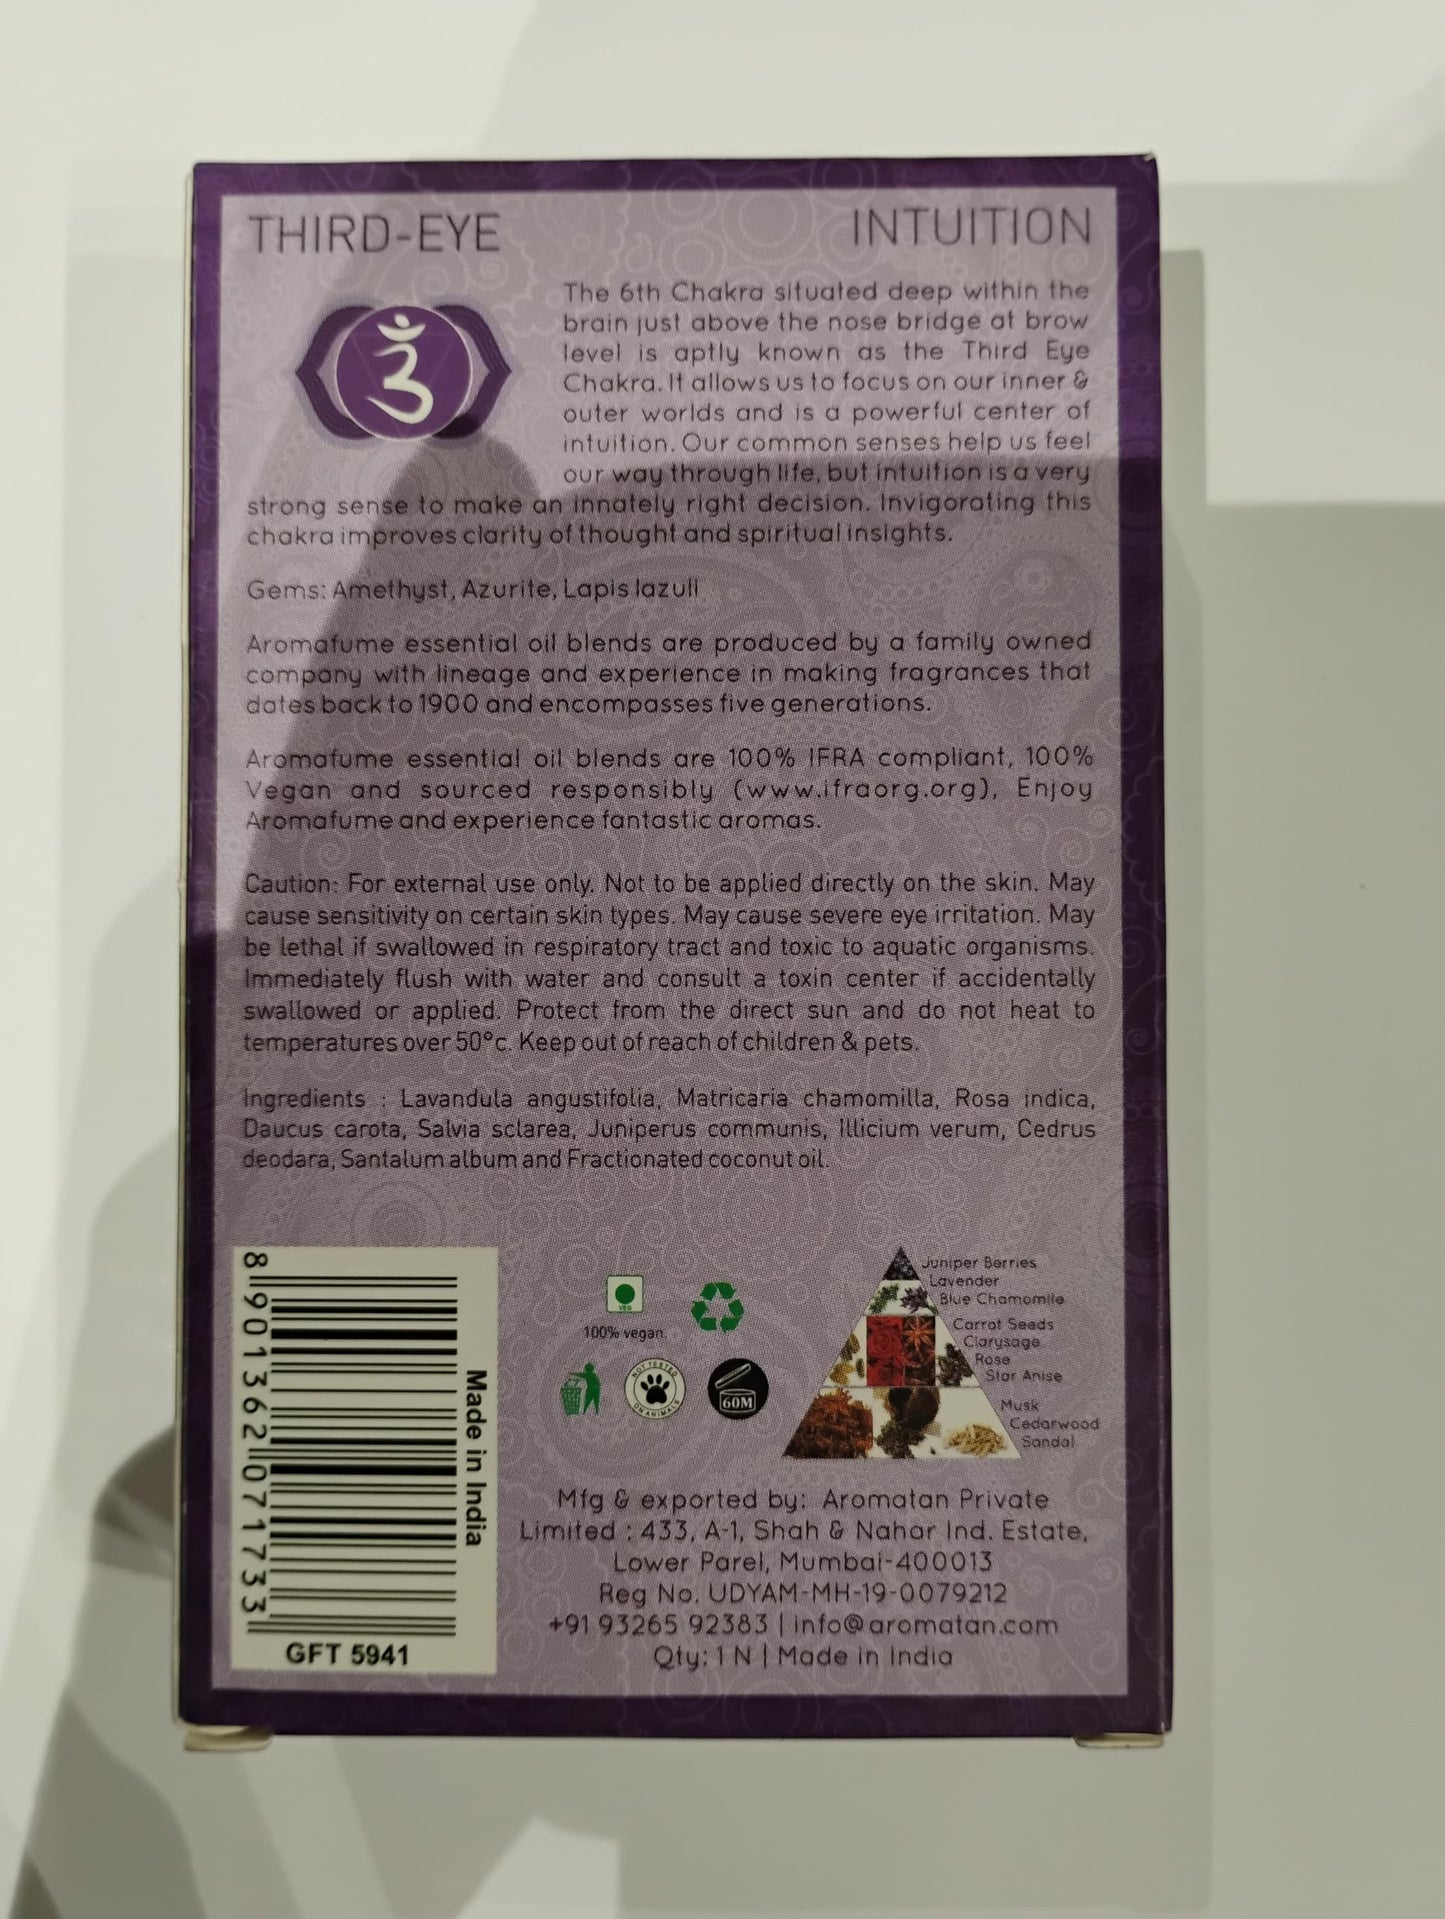 THIRD-EYE
INTUITION
The 6th Chakra situated deep within the
brain just above the nose bridge at brow
level is aptly known as the Third Eye
Chakra. It allows us to focus on our inner &
outer worlds and is a powerful center of
intuition. Our common senses help us feel
our way through life, but intuition is a very
strong sense to make an innately right decision. Invigorating this
chakra improves clarity of thought and spiritual insights.
Gems: Amethyst, Azurite, Lapis lazuli
Aromafume essential oil blends are produced by a family owned
company with lineage and experience in making fragrances that
dates back to 1900 and encompasses five generations.
Aromafume essential oil blends are 100% IFRA compliant, 100%
Vegan and sourced responsibly (www.ifraorg.org), Enjoy
Aromafume and experience fantastic aromas.
Caution: For external use only. Not to be applied directly on the skin. May
cause sensitivity on certain skin types. May cause severe eye irritation. May
be lethal if swallowed in respiratory tract and toxic to aquatic organisms.
Immediately flush with water and consult a toxin center if accidentally
swallowed or applied. Protect from the direct sun and do not heat to
temperatures over 50°c. Keep out of reach of children & pets.
Ingredients : Lavandula angustifolia, Matricaria chamomilla, Rosa indica,
Daucus carota, Salvia sclarea, Juniperus communis, Illicium verum, Cedrus
deodara, Santalum album and Fractionated coconut oil.
8 901362 071733
Made in India
GFT 5941
VEG
100% vegan
NOT TESTED
ON ANIMALS
60M
Juniper Berries
Lavender
Blue Chamomile
Carrot Seeds
Clarysage
Rose
Star Anise
Musk
Cedarwood
Sandal
Mfg & exported by: Aromatan Private
Limited : 433, A-1, Shah & Nahar Ind. Estate,
Lower Parel, Mumbai-400013
Reg No. UDYAM-MH-19-0079212
+91 93265 92383 | info@aromatan.com
Qty: 1 N | Made in India